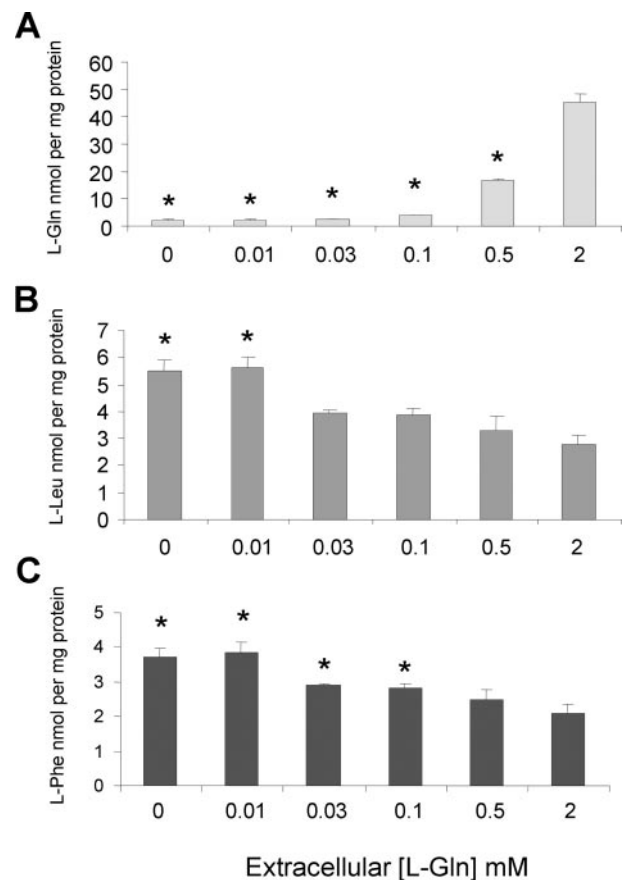 A
L-Gln nmol per mg protein
60
50
40
30
20
10
0
* * * * *
0 0.01 0.03 0.1 0.5 2
B
L-Leu nmol per mg protein
7
6
5
4
3
2
1
0
* *
0 0.01 0.03 0.1 0.5 2
C
L-Phe nmol per mg protein
5
4
3
2
1
0
* * * *
0 0.01 0.03 0.1 0.5 2
Extracellular [L-Gln] mM